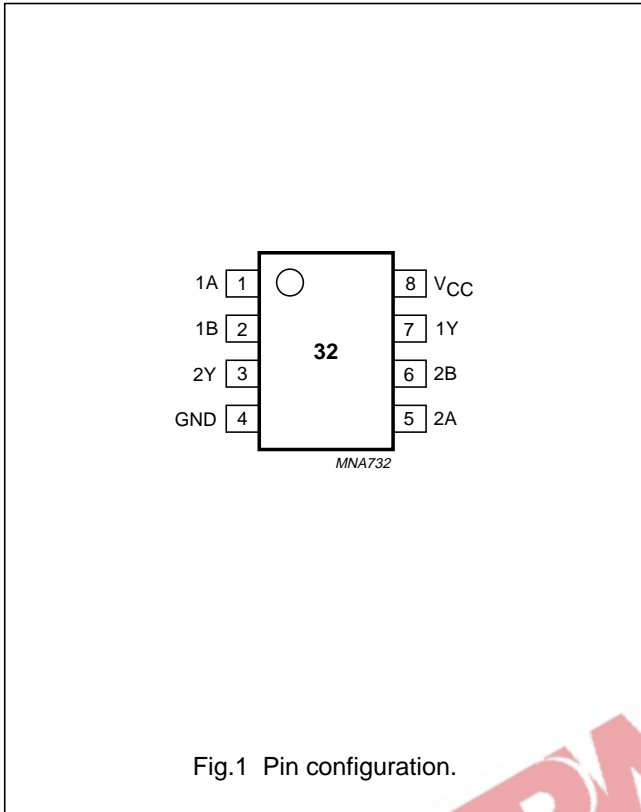 1A 1 8 VCC
1B 2 7 1Y
32
2Y 3 6 2B
GND 4 5 2A
MNA732
Fig.1 Pin configuration.